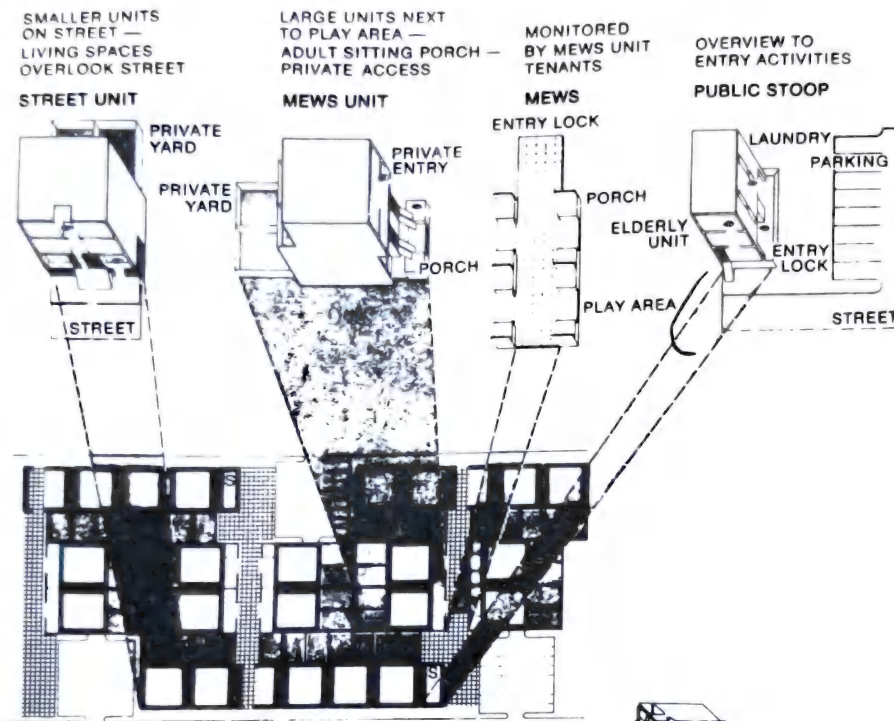 SMALLER UNITS
ON STREET —
LIVING SPACES
OVERLOOK STREET
STREET UNIT
PRIVATE
YARD
STREET
LARGE UNITS NEXT
TO PLAY AREA —
ADULT SITTING PORCH —
PRIVATE ACCESS
MEWS UNIT
PRIVATE
ENTRY
PRIVATE
YARD
PORCH
MONITORED
BY MEWS UNIT
TENANTS
MEWS
ENTRY LOCK
PORCH
PLAY AREA
OVERVIEW TO
ENTRY ACTIVITIES
PUBLIC STOOP
LAUNDRY
PARKING
ELDERLY
UNIT
ENTRY
LOCK
STREET
S
S